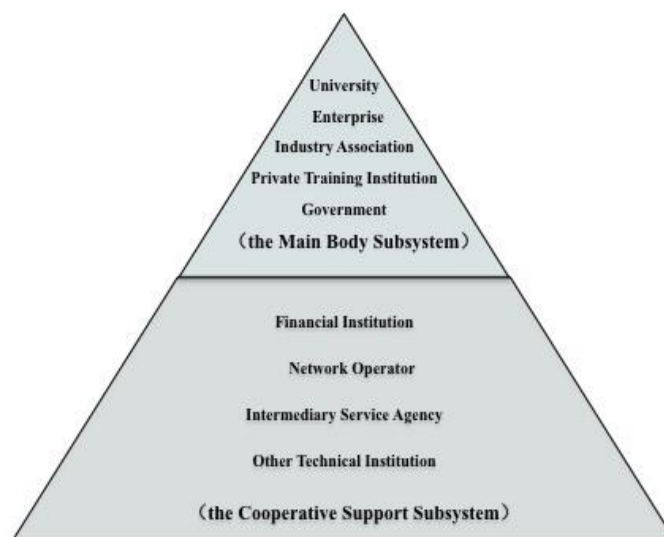 University
Enterprise
Industry Association
Private Training Institution
Government
（the Main Body Subsystem）
Financial Institution
Network Operator
Intermediary Service Agency
Other Technical Institution
（the Cooperative Support Subsystem）